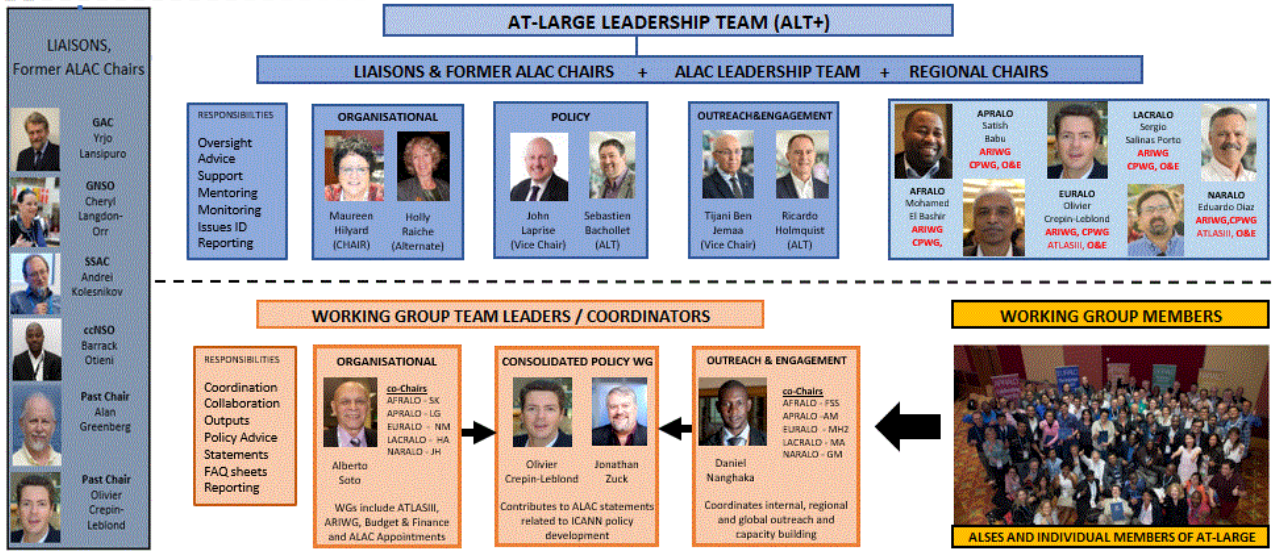 LIAISONS,
Former ALAC Chairs
GAC
Yrjo
Lansipuro
GNSO
Cheryl
Langdon-
Orr
SSAC
Andrei
Kolesnikov
ccNSO
Barrack
Otieni
Past Chair
Alan
Greenberg
Past Chair
Olivier
Crepin-
Leblond
AT-LARGE LEADERSHIP TEAM (ALT+)
LIAISONS & FORMER ALAC CHAIRS + ALAC LEADERSHIP TEAM + REGIONAL CHAIRS
RESPONSIBIILTIES
Oversight
Advice
Support
Mentoring
Monitoring
Issues ID
Reporting
ORGANISATIONAL
Maureen
Hilyard
(CHAIR)
Holly
Raiche
(Alternate)
POLICY
John
Laprise
(Vice Chair)
Sebastien
Bachollet
(ALT)
OUTREACH&ENGAGEMENT
Tijani Ben
Jemaa
(Vice Chair)
Ricardo
Holmquist
(ALT)
APRALO
Satish
Babu
ARIWG
CPWG, O&E
LACRALO
Sergio
Salinas Porto
ARIWG
CPWG, O&E
AFRALO
Mohamed
El Bashir
ARIWG
CPWG,
EURALO
Olivier
Crepin-Leblond
ARIWG, CPWG
ATLASIII, O&E
NARALO
Eduardo Diaz
ARIWG,CPWG
ATLASIII, O&E
WORKING GROUP TEAM LEADERS / COORDINATORS
RESPONSIBILITIES
Coordination
Collaboration
Outputs
Policy Advice
Statements
FAQ sheets
Reporting
ORGANISATIONAL
co-Chairs
AFRALO - SK
APRALO - LG
EURALO - NM
LACRALO - HA
NARALO - JH
Alberto
Soto
WGs include ATLASIII,
ARIWG, Budget & Finance
and ALAC Appointments
CONSOLIDATED POLICY WG
Olivier
Crepin-Leblond
Jonathan
Zuck
Contributes to ALAC statements
related to ICANN policy
development
OUTREACH & ENGAGEMENT
co-Chairs
AFRALO - FSS
APRALO -AM
EURALO - MH2
LACRALO - MA
NARALO - GM
Daniel
Nanghaka
Coordinates internal, regional
and global outreach and
capacity building
WORKING GROUP MEMBERS
ALSES AND INDIVIDUAL MEMBERS OF AT-LARGE